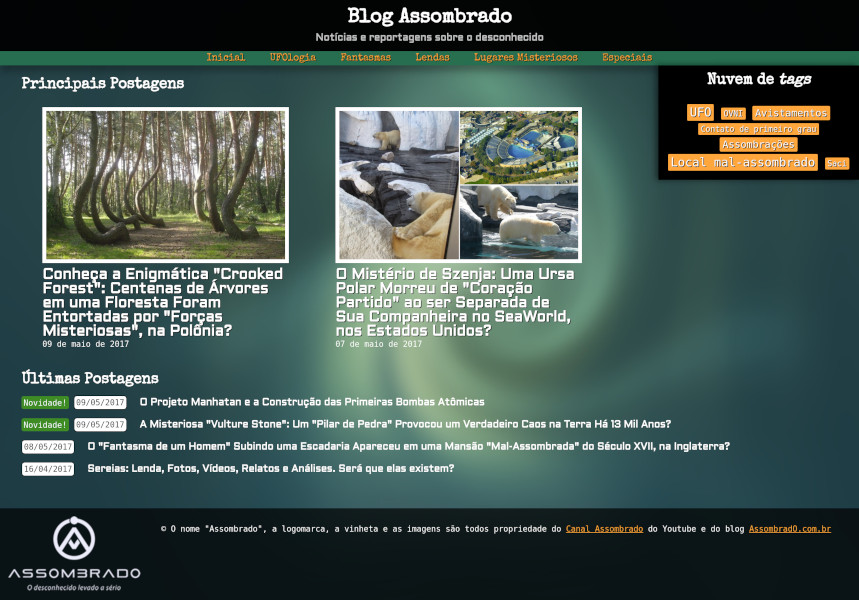 Blog Assombrado
Notícias e reportagens sobre o desconhecido
Inicial UFOlogia Fantasmas Lendas Lugares Misteriosos Especiais
Principais Postagens
Conheça a Enigmática "Crooked
Forest": Centenas de Árvores
em uma Floresta Foram
Entortadas por "Forças
Misteriosas", na Polônia?
09 de maio de 2017
O Mistério de Szenja: Uma Ursa
Polar Morreu de "Coração
Partido" ao ser Separada de
Sua Companheira no SeaWorld,
nos Estados Unidos?
07 de maio de 2017
Nuvem de tags
UFO OVNI Avistamentos
Contato de primeiro grau
Assombrações
Local mal-assombrado Saci
Últimas Postagens
Novidade! 09/05/2017 O Projeto Manhatan e a Construção das Primeiras Bombas Atômicas
Novidade! 09/05/2017 A Misteriosa "Vulture Stone": Um "Pilar de Pedra" Provocou um Verdadeiro Caos na Terra Há 13 Mil Anos?
08/05/2017 O "Fantasma de um Homem" Subindo uma Escadaria Apareceu em uma Mansão "Mal-Assombrada" do Século XVII, na Inglaterra?
16/04/2017 Sereias: Lenda, Fotos, Vídeos, Relatos e Análises. Será que elas existem?
ASSOMBRADO
O desconhecido levado a sério
© O nome "Assombrado", a logomarca, a vinheta e as imagens são todos propriedade do Canal Assombrado do Youtube e do blog AssombradO.com.br